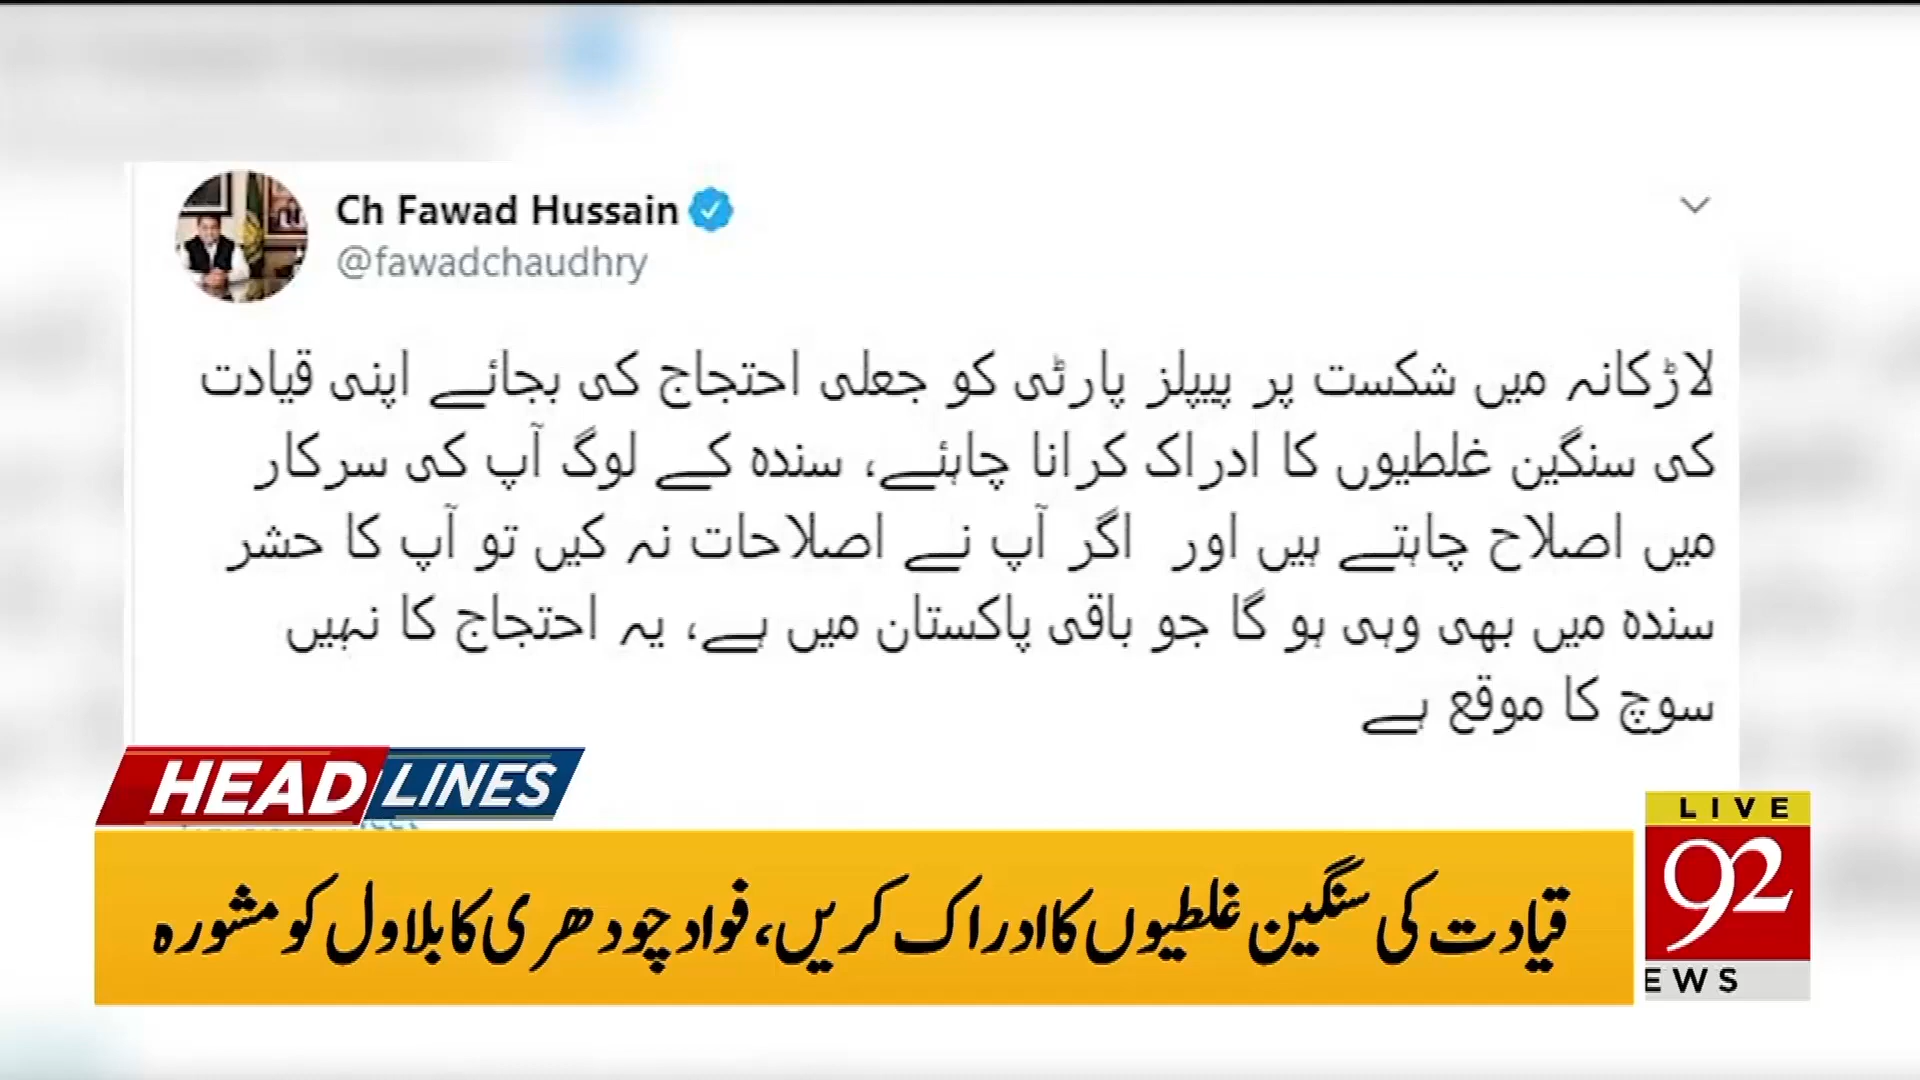 Ch Fawad Hussain
@fawadchaudhry
لاڑکانہ میں شکست پر پیپلز پارٹی کو جعلی احتجاج کی بجائے اپنی قیادت
کی سنگین غلطیوں کا ادراک کرانا چاہئے، سندہ کے لوگ آپ کی سرکار
میں اصلاح چاہتے ہیں اور اگر آپ نے اصلاحات نہ کیں تو آپ کا حشر
سندہ میں بھی وہی ہو گا جو باقی پاکستان میں ہے، یہ احتجاج کا نہیں
سوچ کا موقع ہے
HEADLINES
LIVE
92
EWS
قیادت کی سنگین غلطیوں کا ادراک کریں، فواد چودھری کا بلاول کو مشورہ